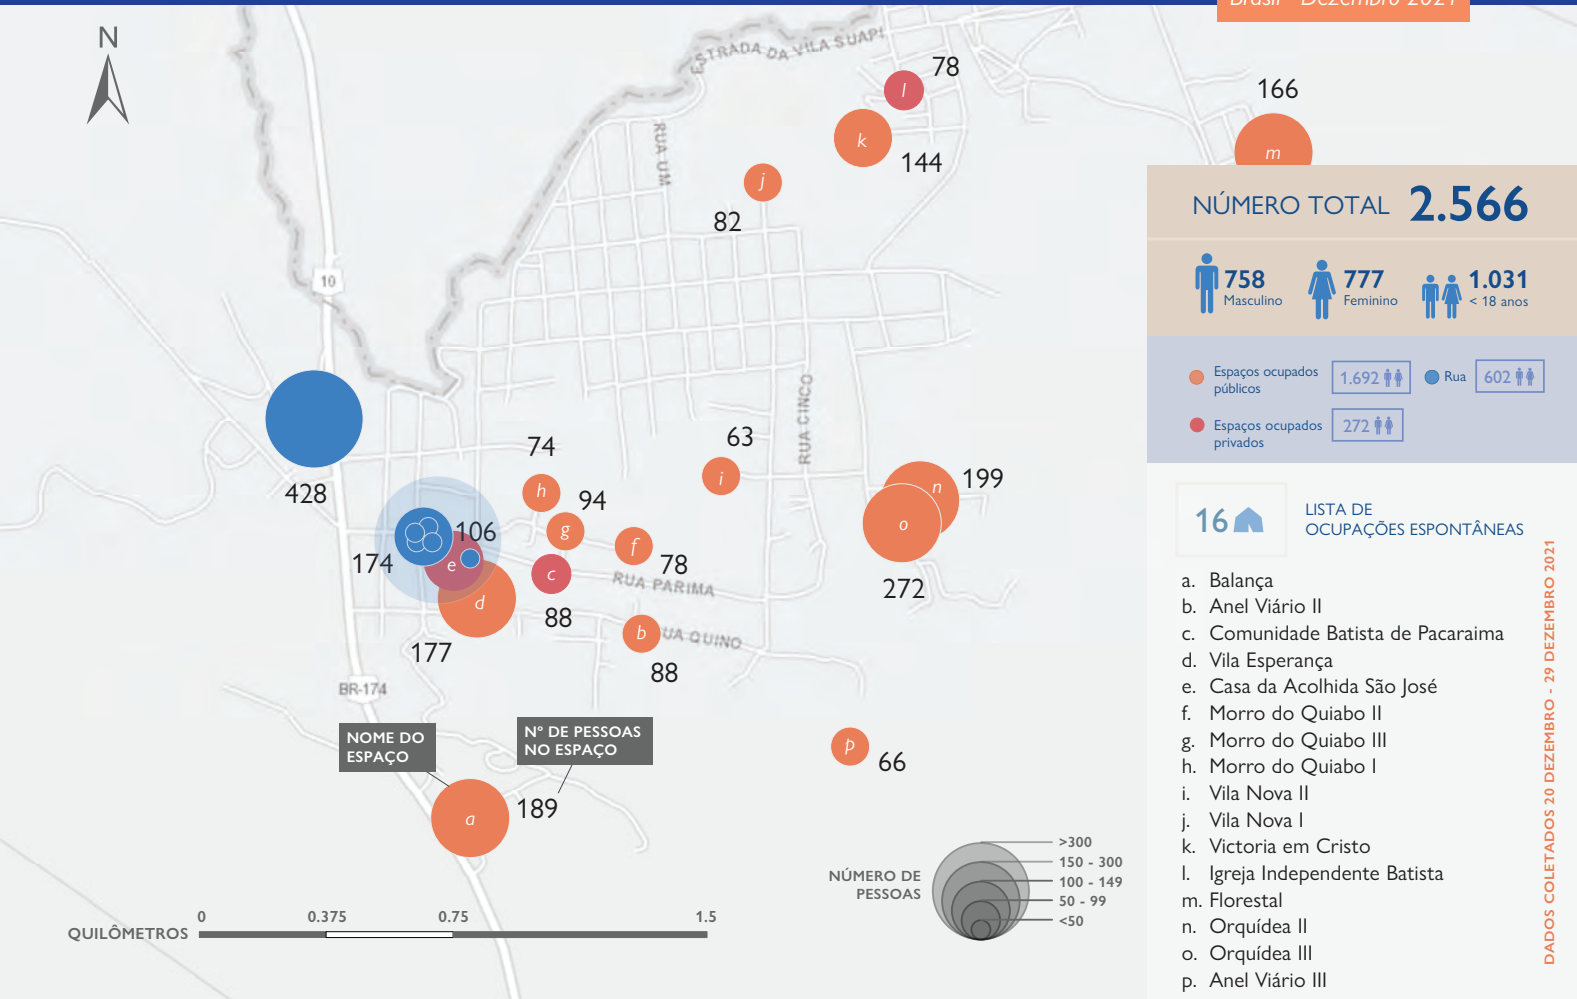 Brasil - Dezembro 2021
N
ESTRADA DA VILA SUAPI
78
l
166
k
144
m
RUA UM
j
82
NÚMERO TOTAL 2.566
758
Masculino
777
Feminino
1.031
< 18 anos
10
Espaços ocupados
públicos
1.692
Rua
602
Espaços ocupados
privados
272
RUA CINCO
428
74
63
h
94
i
n
199
g
o
106
174
f
78
e
c
RUA PARIMA
272
d
88
177
b
UA QUINO
88
BR-174
NOME DO
ESPAÇO
Nº DE PESSOAS
NO ESPAÇO
p
66
a
189
16
LISTA DE
OCUPAÇÕES ESPONTÂNEAS
a. Balança
b. Anel Viário II
c. Comunidade Batista de Pacaraima
d. Vila Esperança
e. Casa da Acolhida São José
f. Morro do Quiabo II
g. Morro do Quiabo III
h. Morro do Quiabo I
i. Vila Nova II
j. Vila Nova I
k. Victoria em Cristo
l. Igreja Independente Batista
m. Florestal
n. Orquídea II
o. Orquídea III
p. Anel Viário III
DADOS COLETADOS 20 DEZEMBRO - 29 DEZEMBRO 2021
NÚMERO DE
PESSOAS
>300
150 - 300
100 - 149
50 - 99
<50
QUILÔMETROS
0 0.375 0.75 1.5